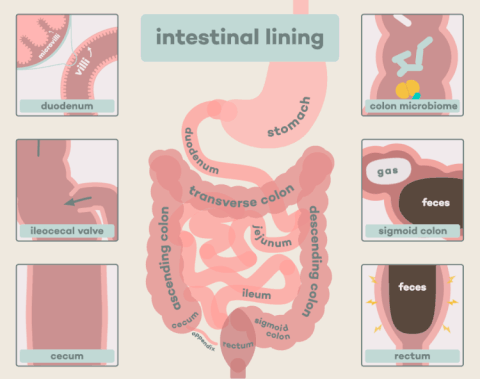 intestinal lining
microvilli
villi
duodenum
ileocecal valve
cecum
stomach
duodenum
transverse colon
ascending colon
descending colon
jejunum
ileum
cecum
appendix
rectum
sigmoid
colon
colon microbiome
gas
feces
sigmoid colon
feces
rectum